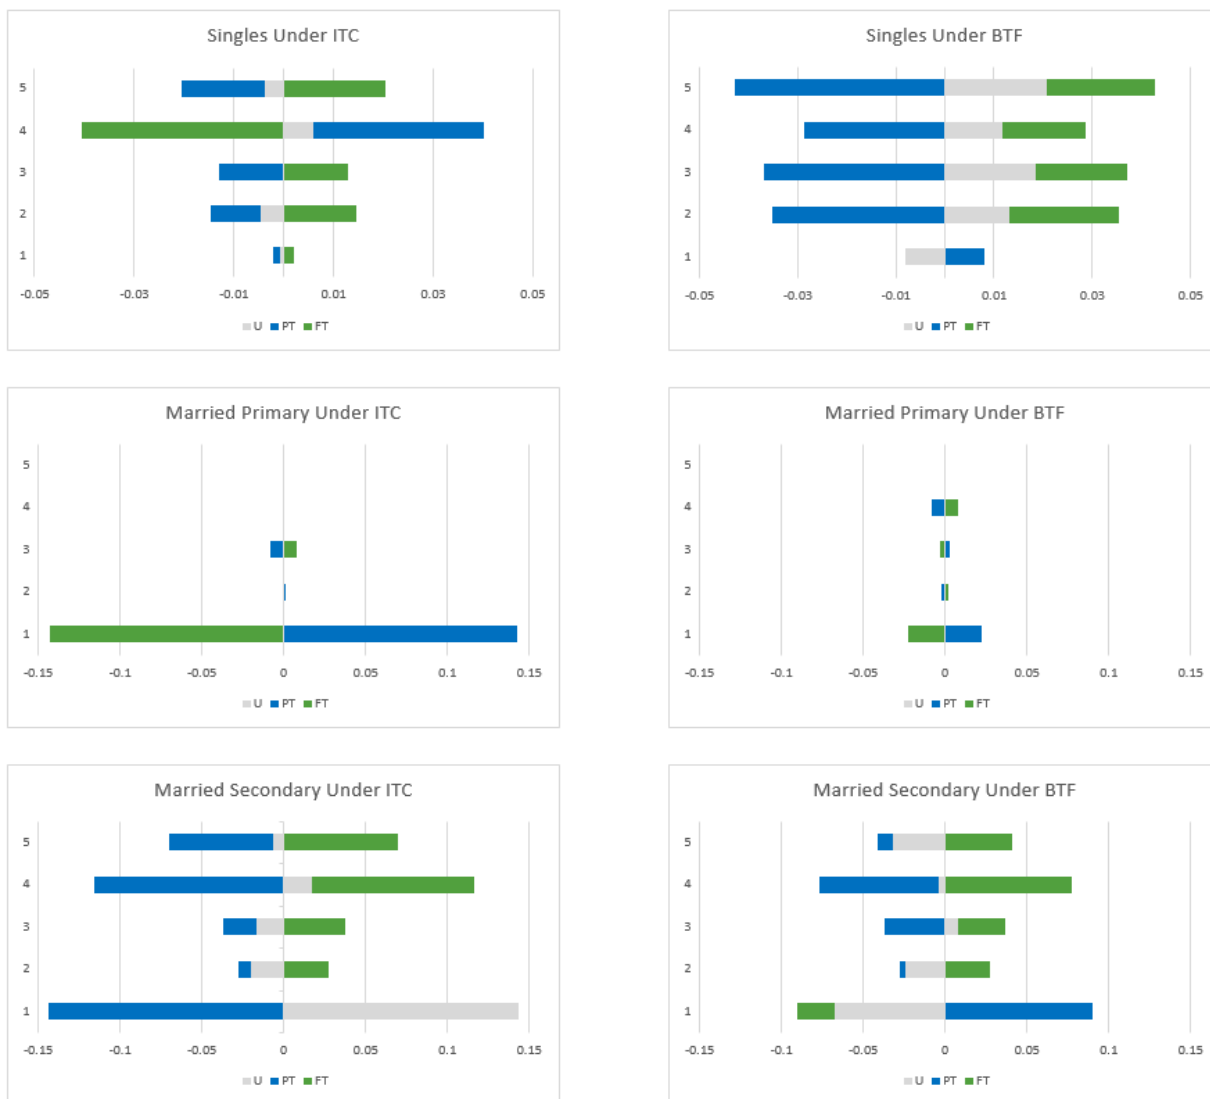 Singles Under ITC
5
4
3
2
1
-0.05 -0.03 -0.01 0.01 0.03 0.05
U PT FT
Singles Under BTF
5
4
3
2
1
-0.05 -0.03 -0.01 0.01 0.03 0.05
U PT FT
Married Primary Under ITC
5
4
3
2
1
-0.15 -0.1 -0.05 0 0.05 0.1 0.15
U PT FT
Married Primary Under BTF
5
4
3
2
1
-0.15 -0.1 -0.05 0 0.05 0.1 0.15
U PT FT
Married Secondary Under ITC
5
4
3
2
1
-0.15 -0.1 -0.05 0 0.05 0.1 0.15
U PT FT
Married Secondary Under BTF
5
4
3
2
1
-0.15 -0.1 -0.05 0 0.05 0.1 0.15
U PT FT